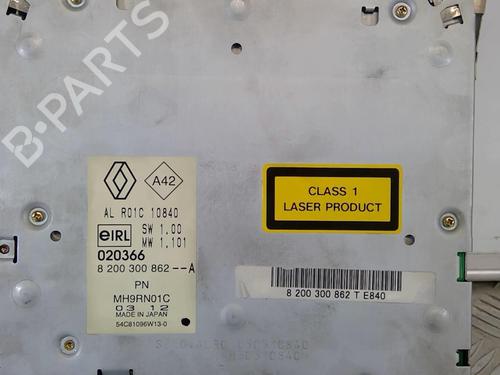 B-PARTS
A42
AL R01C 10840
eIRL
SW 1.00
MW 1.101
020366
8 200 300 862--A
PN
MH9RN01C
03 12
MADE IN JAPAN
54C81096W13-0
CLASS 1
LASER PRODUCT
8 200 300 862 T E840